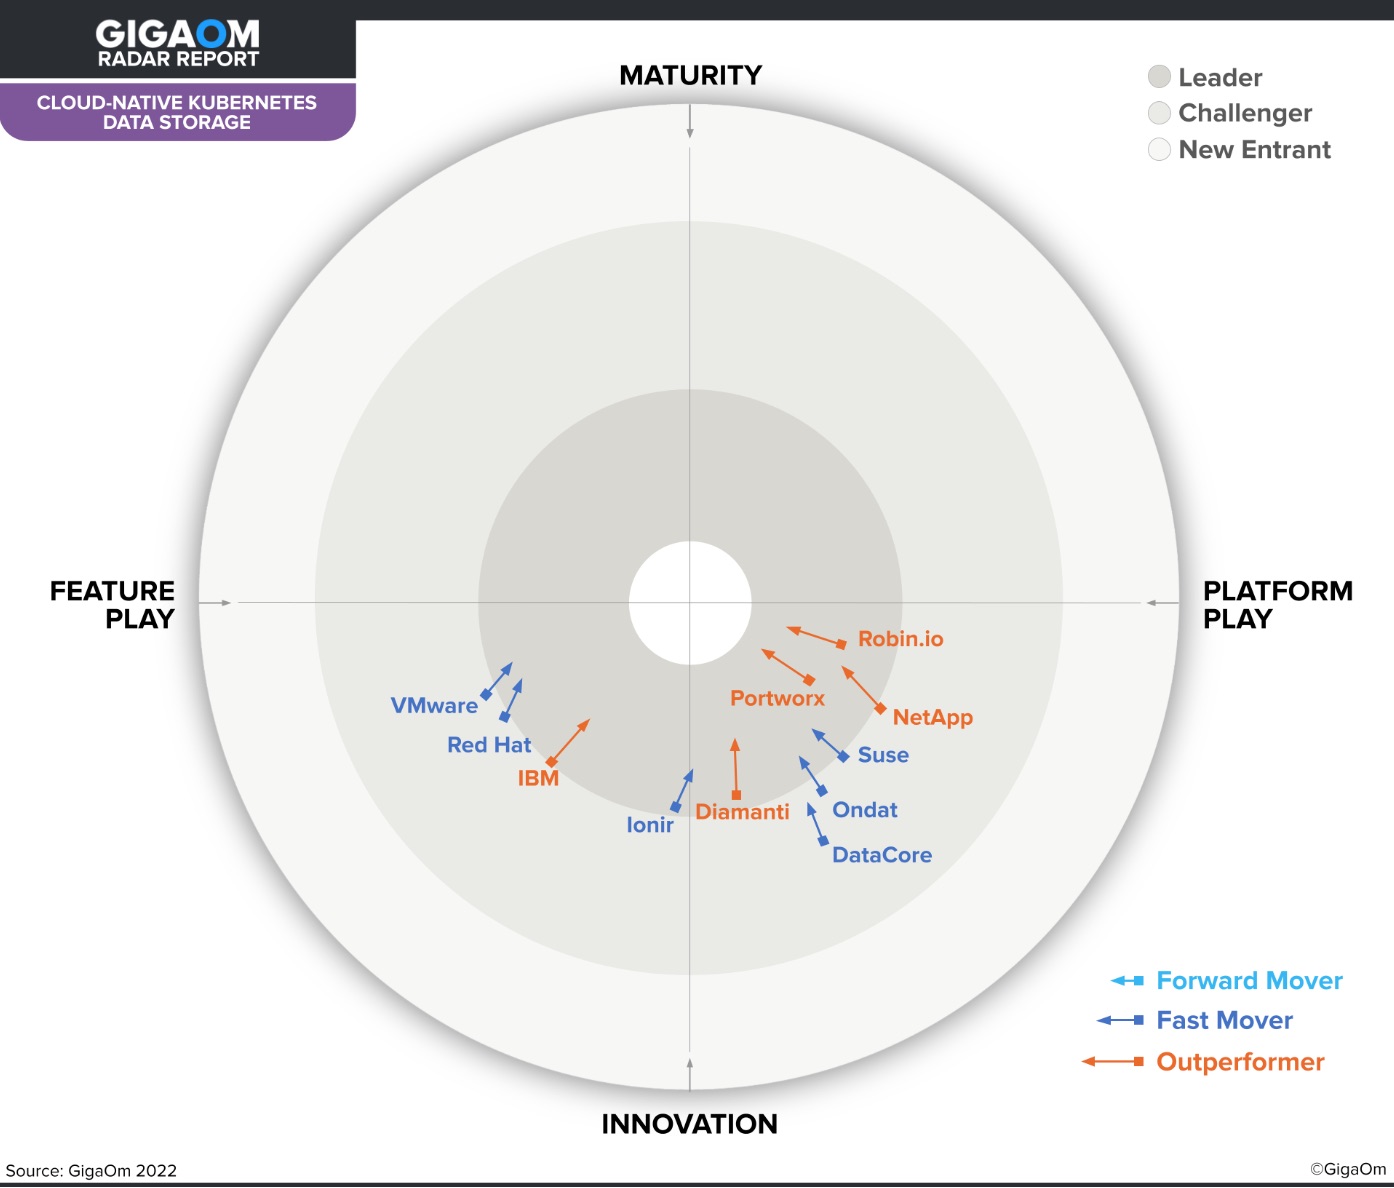 GIGAOM
RADAR REPORT
CLOUD-NATIVE KUBERNETES
DATA STORAGE
MATURITY
Leader
Challenger
New Entrant
FEATURE
PLAY
PLATFORM
PLAY
Robin.io
Portworx
NetApp
VMware
Red Hat
IBM
Suse
Ionir
Diamanti
Ondat
DataCore
Forward Mover
Fast Mover
Outperformer
INNOVATION
Source: GigaOm 2022
©GigaOm